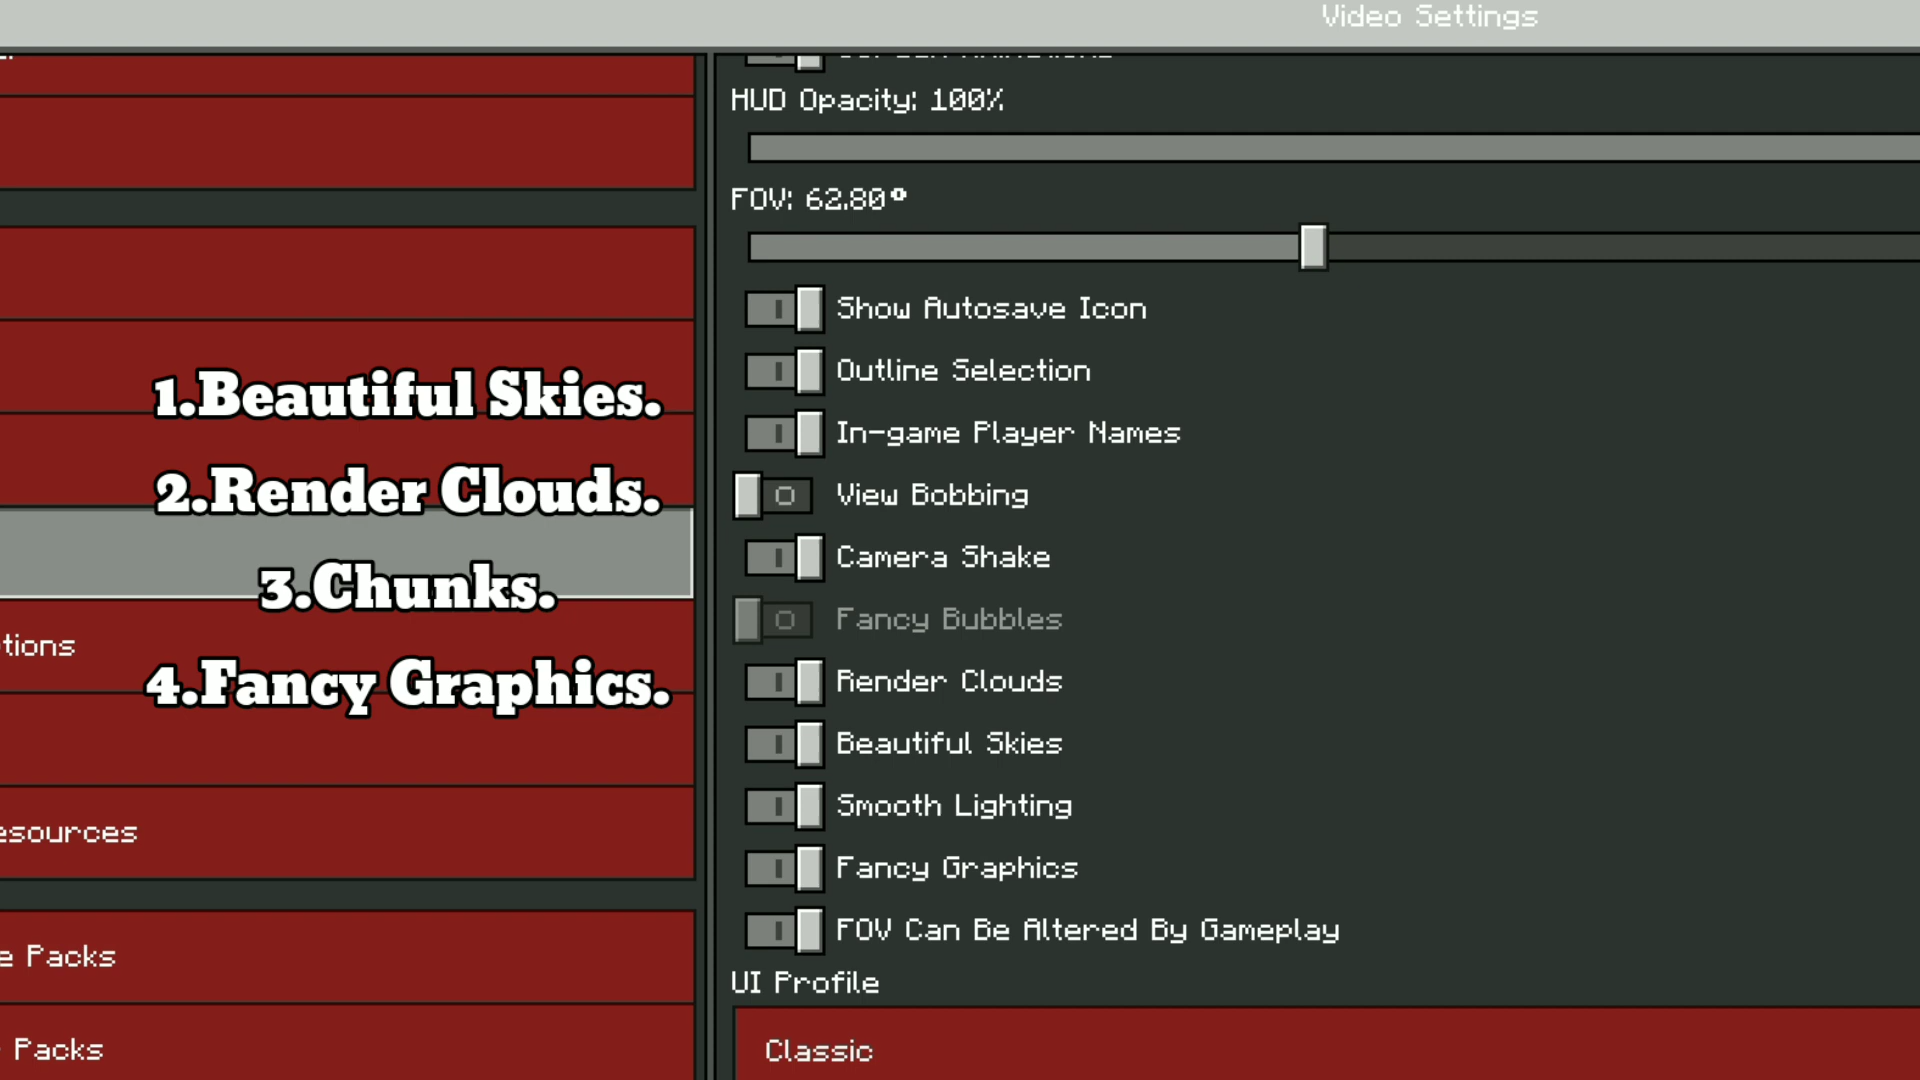 Video Settings
HUD Opacity: 100%
FOV: 62.80°
Show Autosave Icon
Outline Selection
In-game Player Names
View Bobbing
Camera Shake
Fancy Bubbles
Render Clouds
Beautiful Skies
Smooth Lighting
Fancy Graphics
FOV Can Be Altered By Gameplay
UI Profile
Classic
1.Beautiful Skies.
2.Render Clouds.
3.Chunks.
4.Fancy Graphics.
tions
esources
e Packs
Packs